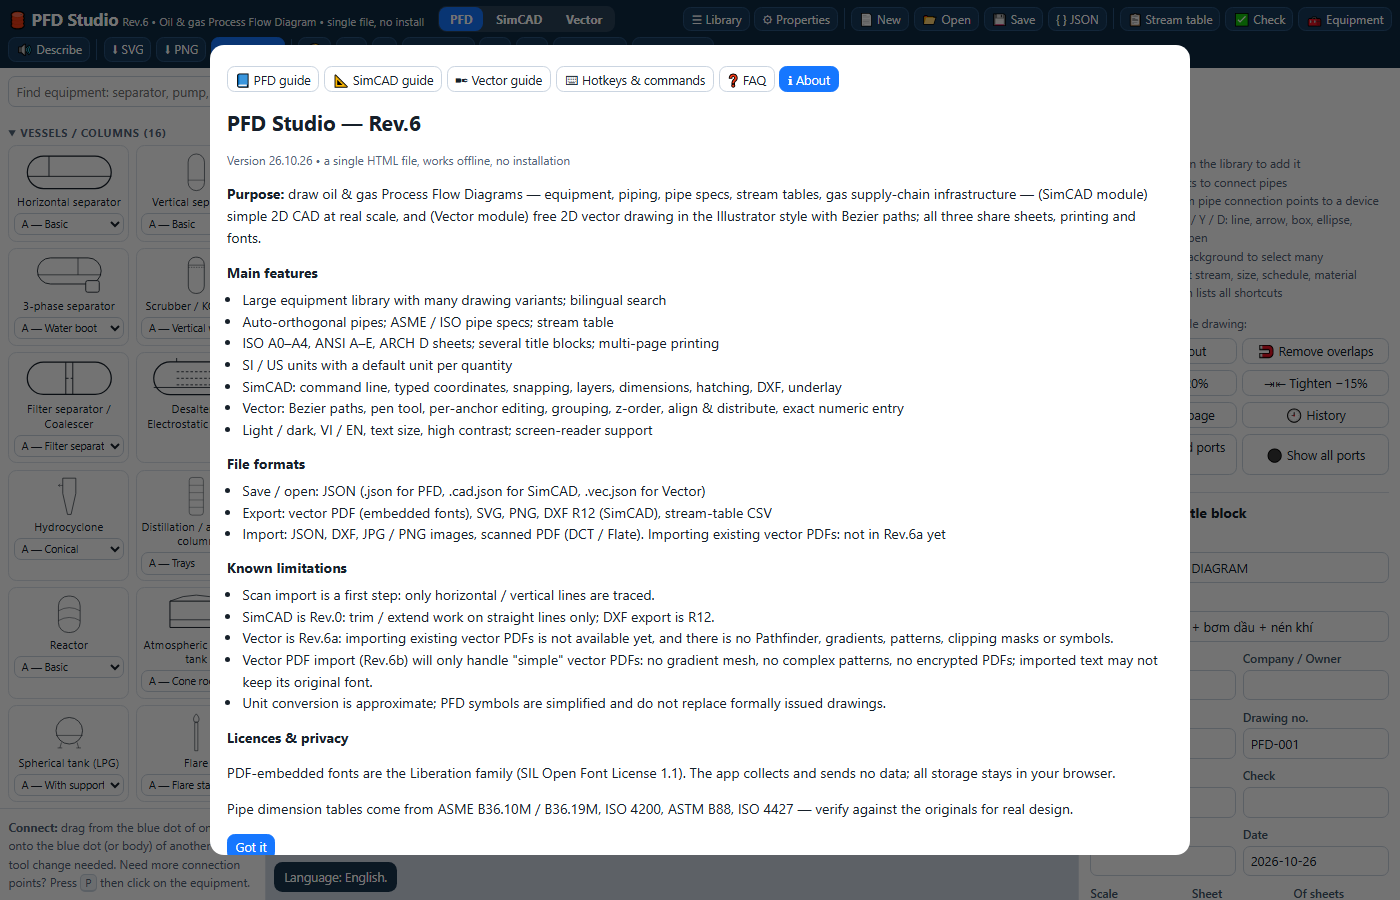 PFD Studio Rev.6 • Oil & gas Process Flow Diagram • single file, no install
PFD SimCAD Vector
Library Properties New Open Save { } JSON Stream table Check Equipment
Describe SVG PNG
Find equipment: separator, pump,
VESSELS / COLUMNS (16)
Horizontal separator
A — Basic
A — Basic
3-phase separator
A — Water boot
A — Vertical
Filter separator /
Coalescer
A — Filter separat
Desalter
Electrostatic
Hydrocyclone
A — Conical
Distillation / a
column
A — Trays
Reactor
A — Basic
Atmospheric
tank
A — Cone roo
Spherical tank (LPG)
A — With support
Flare
A — Flare sta
Connect: drag from the blue dot of on
onto the blue dot (or body) of another
tool change needed. Need more connection
points? Press P then click on the equipment.
PFD guide SimCAD guide Vector guide Hotkeys & commands FAQ About
PFD Studio — Rev.6
Version 26.10.26 • a single HTML file, works offline, no installation
Purpose: draw oil & gas Process Flow Diagrams — equipment, piping, pipe specs, stream tables, gas supply-chain infrastructure — (SimCAD module)
simple 2D CAD at real scale, and (Vector module) free 2D vector drawing in the Illustrator style with Bezier paths; all three share sheets, printing and
fonts.
Main features
• Large equipment library with many drawing variants; bilingual search
• Auto-orthogonal pipes; ASME / ISO pipe specs; stream table
• ISO A0–A4, ANSI A–E, ARCH D sheets; several title blocks; multi-page printing
• SI / US units with a default unit per quantity
• SimCAD: command line, typed coordinates, snapping, layers, dimensions, hatching, DXF, underlay
• Vector: Bezier paths, pen tool, per-anchor editing, grouping, z-order, align & distribute, exact numeric entry
• Light / dark, VI / EN, text size, high contrast; screen-reader support
File formats
• Save / open: JSON (.json for PFD, .cad.json for SimCAD, .vec.json for Vector)
• Export: vector PDF (embedded fonts), SVG, PNG, DXF R12 (SimCAD), stream-table CSV
• Import: JSON, DXF, JPG / PNG images, scanned PDF (DCT / Flate). Importing existing vector PDFs: not in Rev.6a yet
Known limitations
• Scan import is a first step: only horizontal / vertical lines are traced.
• SimCAD is Rev.0: trim / extend work on straight lines only; DXF export is R12.
• Vector is Rev.6a: importing existing vector PDFs is not available yet, and there is no Pathfinder, gradients, patterns, clipping masks or symbols.
• Vector PDF import (Rev.6b) will only handle "simple" vector PDFs: no gradient mesh, no complex patterns, no encrypted PDFs; imported text may not
keep its original font.
• Unit conversion is approximate; PFD symbols are simplified and do not replace formally issued drawings.
Licences & privacy
PDF-embedded fonts are the Liberation family (SIL Open Font License 1.1). The app collects and sends no data; all storage stays in your browser.
Pipe dimension tables come from ASME B36.10M / B36.19M, ISO 4200, ASTM B88, ISO 4427 — verify against the originals for real design.
Got it
Language: English.
n the library to add it
ts to connect pipes
n pipe connection points to a device
/ Y / D: line, arrow, box, ellipse,
pen
ackground to select many
t stream, size, schedule, material
n lists all shortcuts
le drawing:
out Remove overlaps
0% Tighten −15%
page History
d ports Show all ports
tle block
DIAGRAM
+ bơm dầu + nén khí
Company / Owner
Drawing no.
PFD-001
Check
Date
2026-10-26
Scale Sheet Of sheets